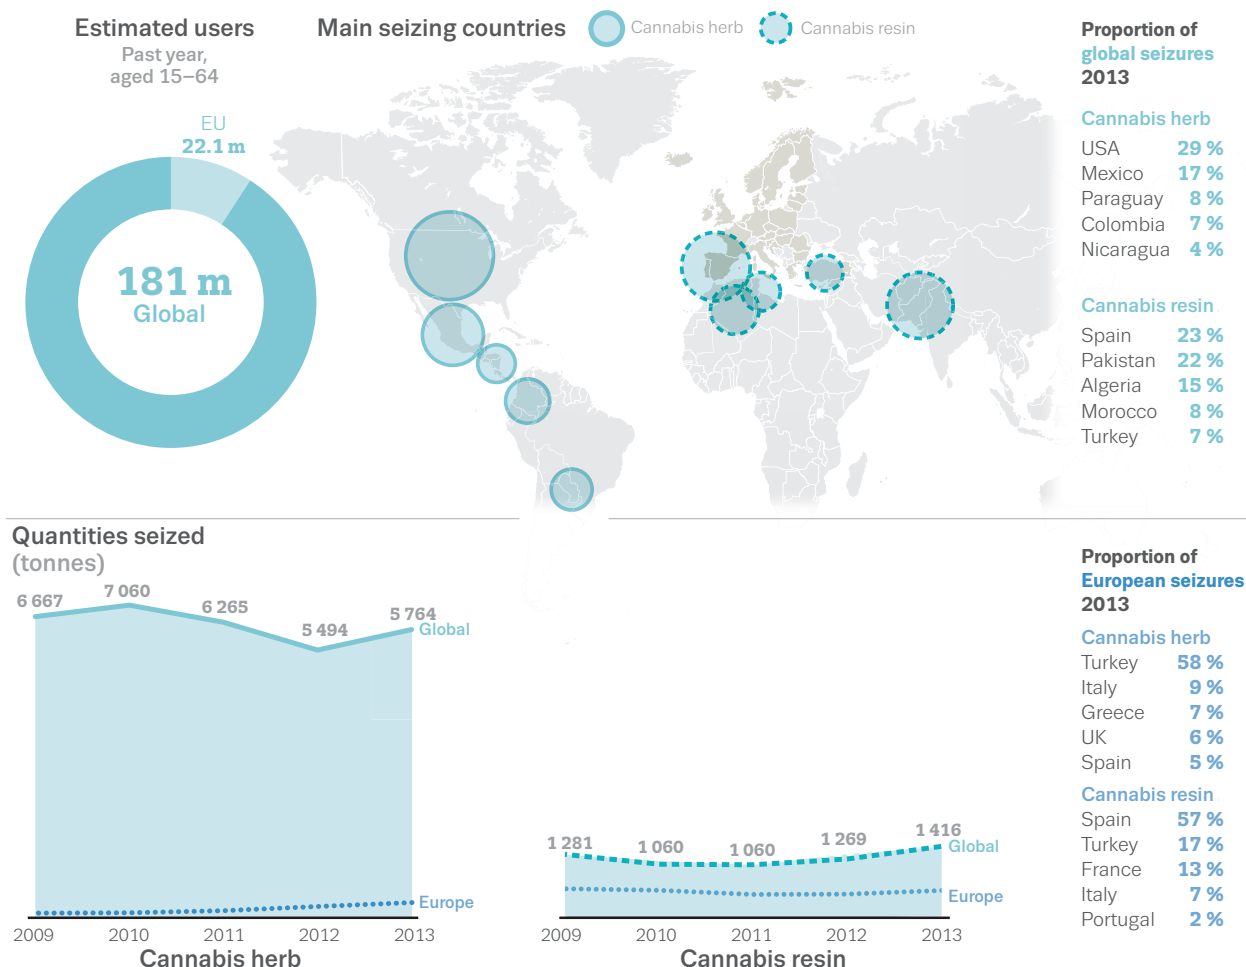 Estimated users
Past year,
aged 15–64
EU
22.1 m
181 m
Global
Main seizing countries
Cannabis herb
Cannabis resin
Proportion of
global seizures
2013
Cannabis herb
USA 29 %
Mexico 17 %
Paraguay 8 %
Colombia 7 %
Nicaragua 4 %
Cannabis resin
Spain 23 %
Pakistan 22 %
Algeria 15 %
Morocco 8 %
Turkey 7 %
Quantities seized
(tonnes)
6 667
7 060
6 265
5 494
5 764
Global
Europe
2009 2010 2011 2012 2013
Cannabis herb
1 281
1 060
1 060
1 269
1 416
Global
Europe
2009 2010 2011 2012 2013
Cannabis resin
Proportion of
European seizures
2013
Cannabis herb
Turkey 58 %
Italy 9 %
Greece 7 %
UK 6 %
Spain 5 %
Cannabis resin
Spain 57 %
Turkey 17 %
France 13 %
Italy 7 %
Portugal 2 %